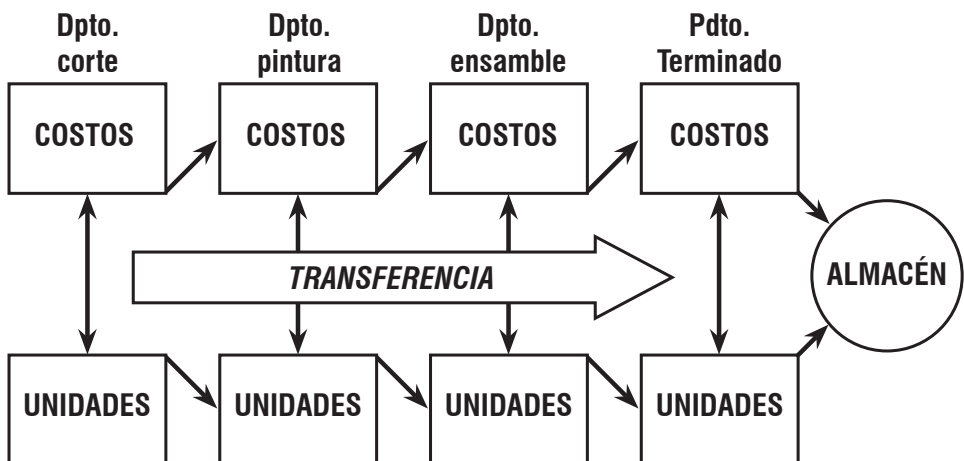 Dpto.
corte
Dpto.
pintura
Dpto.
ensamble
Pdto.
Terminado
COSTOS
COSTOS
COSTOS
COSTOS
TRANSFERENCIA
ALMACÉN
UNIDADES
UNIDADES
UNIDADES
UNIDADES